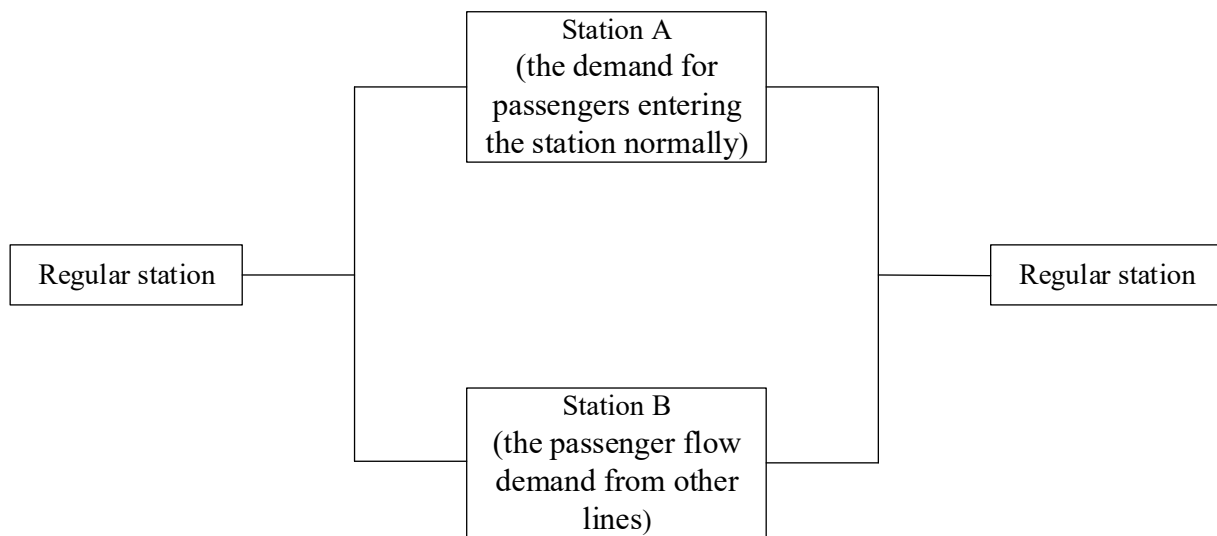 Station A
(the demand for
passengers entering
the station normally)
Regular station
Regular station
Station B
(the passenger flow
demand from other
lines)